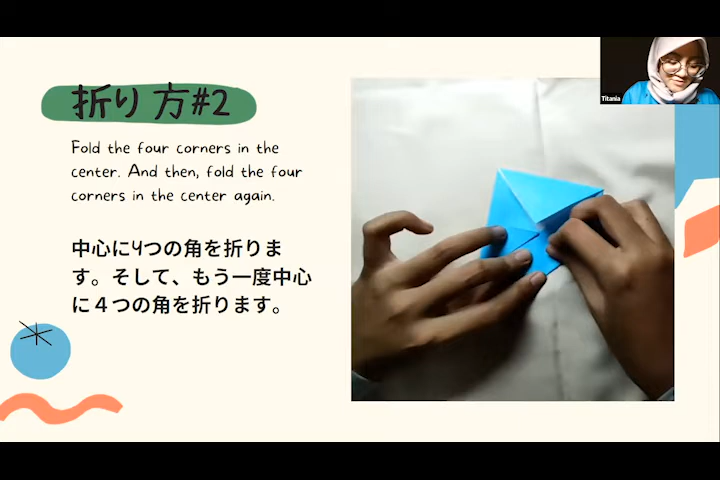 折り方#2
Fold the four corners in the
center. And then, fold the four
corners in the center again.
中心に4つの角を折りま
す。そして、もう一度中心
に４つの角を折ります。
Titania